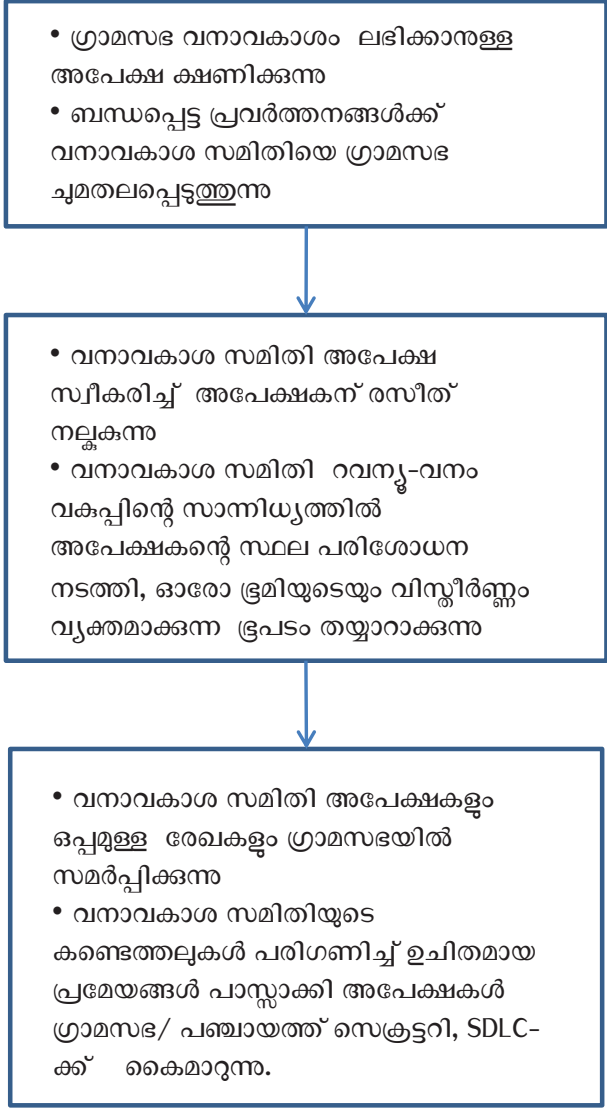 • ഗ്രാമസഭ വനാവകാശം ലഭിക്കാനുള്ള
അപേക്ഷ ക്ഷണിക്കുന്നു
• ബന്ധപ്പെട്ട പ്രവർത്തനങ്ങൾക്ക്
വനാവകാശ സമിതിയെ ഗ്രാമസഭ
ചുമതലപ്പെടുത്തുന്നു
• വനാവകാശ സമിതി അപേക്ഷ
സ്വീകരിച്ച് അപേക്ഷകന് രസീത്
നല്കുകുന്നു
• വനാവകാശ സമിതി റവന്യൂ-വനം
വകുപ്പിന്റെ സാന്നിധ്യത്തിൽ
അപേക്ഷകന്റെ സ്ഥല പരിശോധന
നടത്തി, ഓരോ ഭൂമിയുടെയും വിസ്തീർണ്ണം
വ്യക്തമാക്കുന്ന ഭൂപടം തയ്യാറാക്കുന്നു
• വനാവകാശ സമിതി അപേക്ഷകളും
ഒപ്പമുള്ള രേഖകളും ഗ്രാമസഭയിൽ
സമർപ്പിക്കുന്നു
• വനാവകാശ സമിതിയുടെ
കണ്ടെത്തലുകൾ പരിഗണിച്ച് ഉചിതമായ
പ്രമേയങ്ങൾ പാസ്സാക്കി അപേക്ഷകൾ
ഗ്രാമസഭ/ പഞ്ചായത്ത് സെക്രട്ടറി, SDLC-
ക്ക് കൈമാറുന്നു.